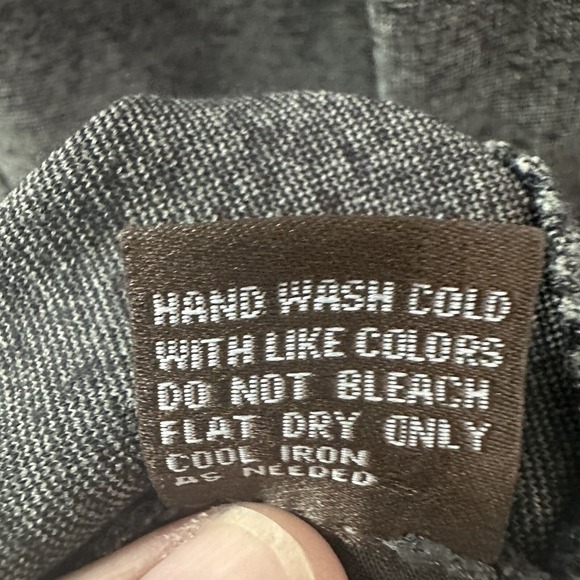 HAND WASH COLD
WITH LIKE COLORS
DO NOT BLEACH
FLAT DRY ONLY
COOL IRON
AS NEEDED